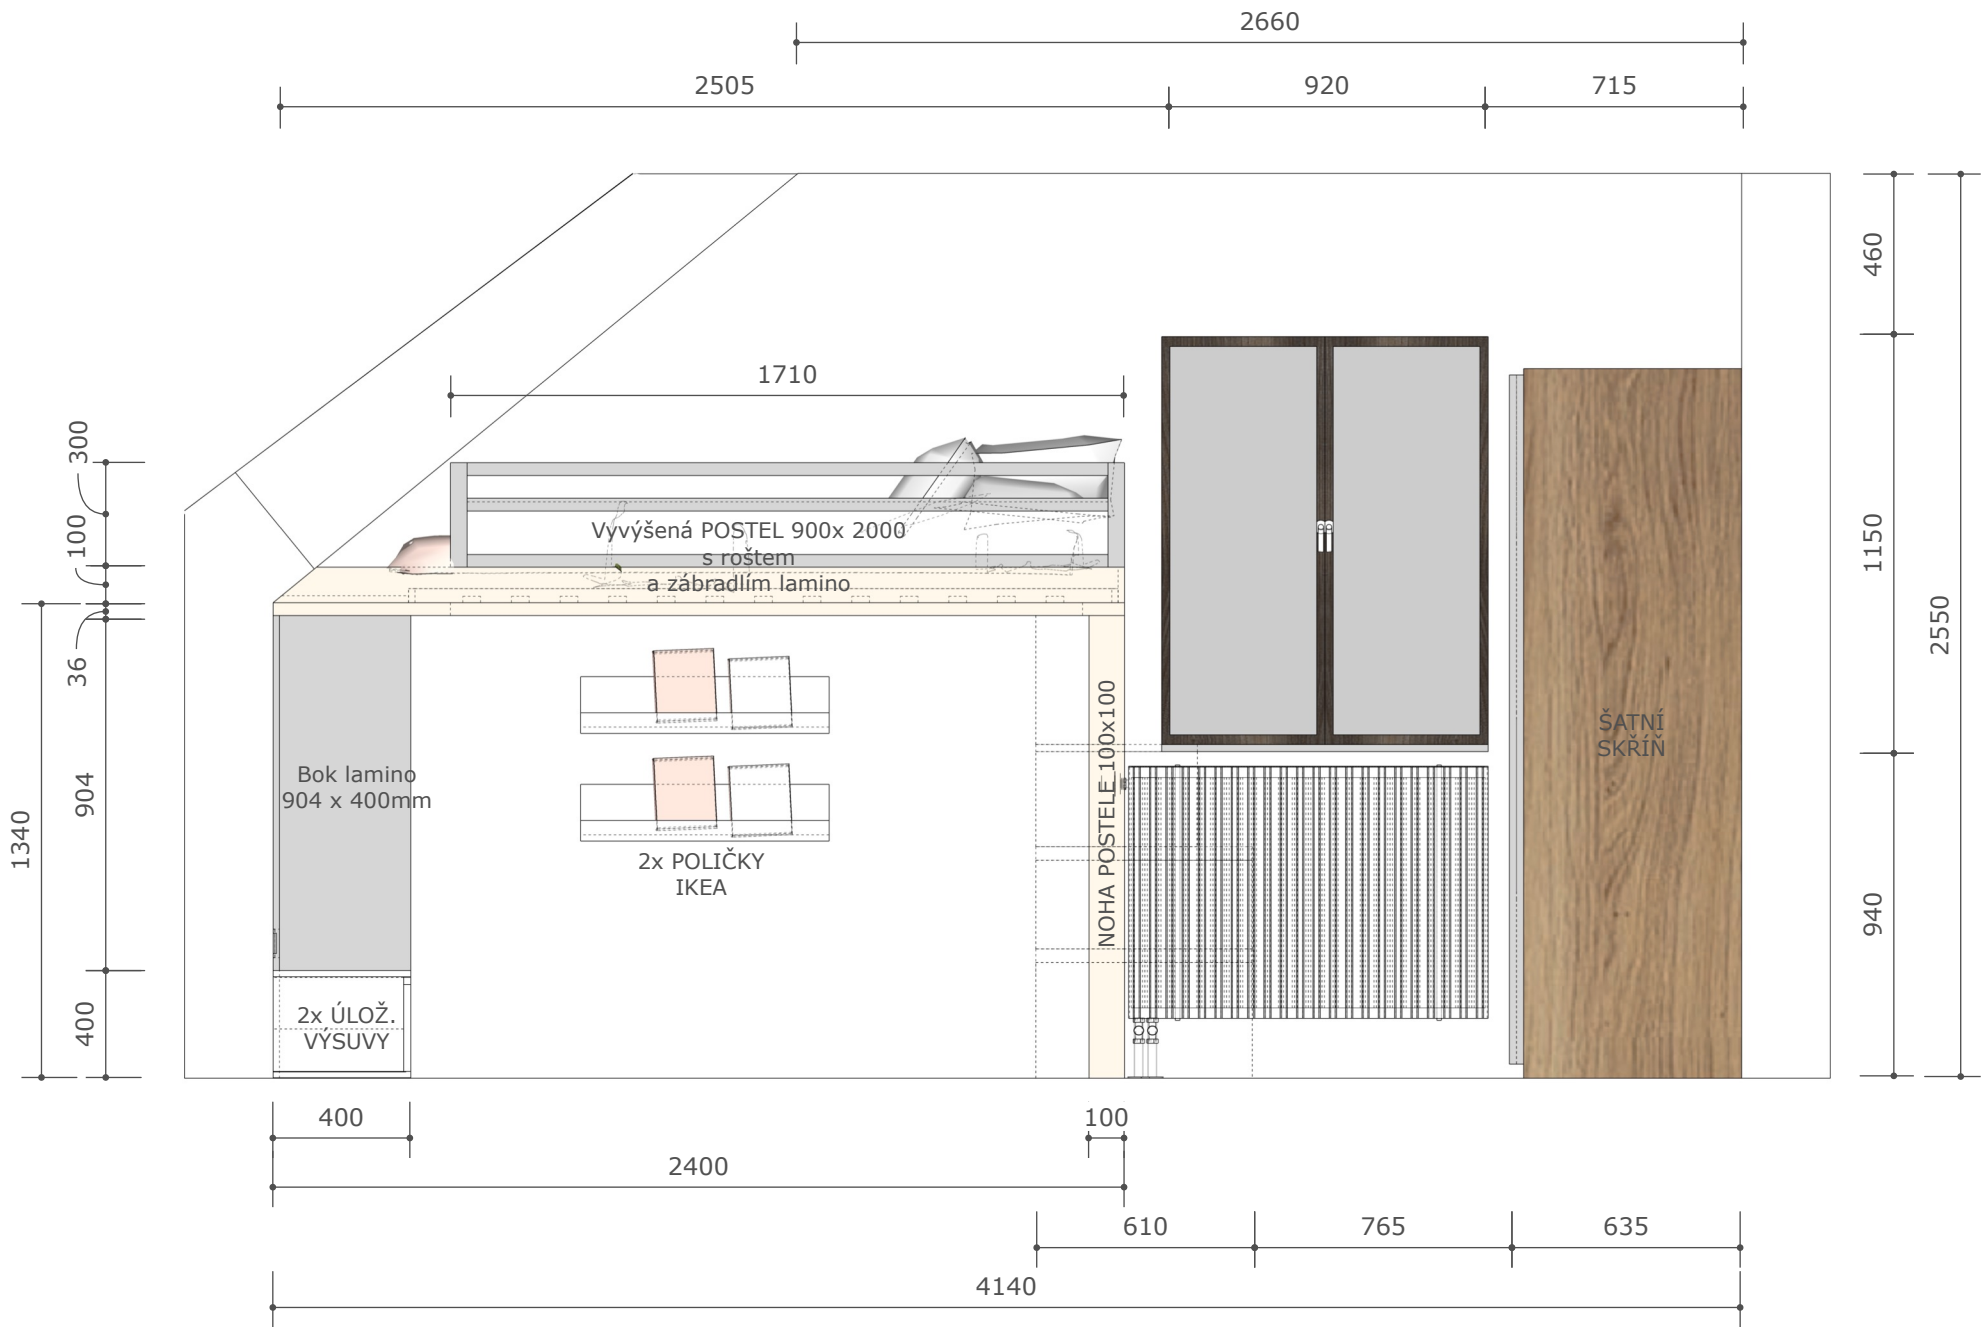 2660
2505
920
715
460
1710
300
100
1150
2550
Vyvýšená POSTEL 900x 2000
s roštem
a zábradlím lamino
36
NOHA POSTELE 100x100
ŠATNÍ
SKŘÍŇ
Bok lamino
904 x 400mm
904
1340
2x POLIČKY
IKEA
940
2x ÚLOŽ.
VÝSUVY
400
400
100
2400
610
765
635
4140